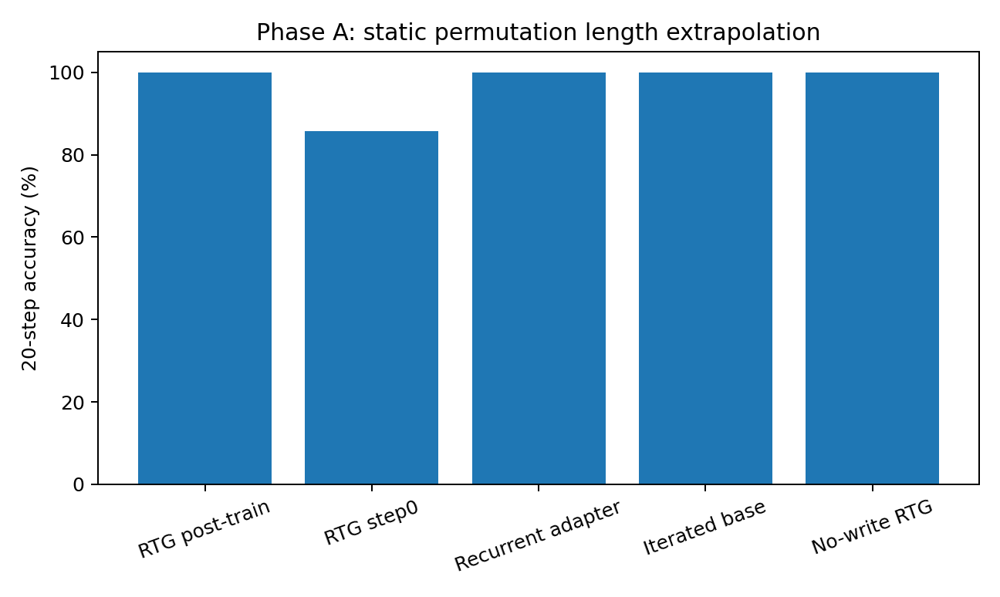 Phase A: static permutation length extrapolation
20-step accuracy (%)
100
80
60
40
20
0
RTG post-train
RTG step0
Recurrent adapter
Iterated base
No-write RTG